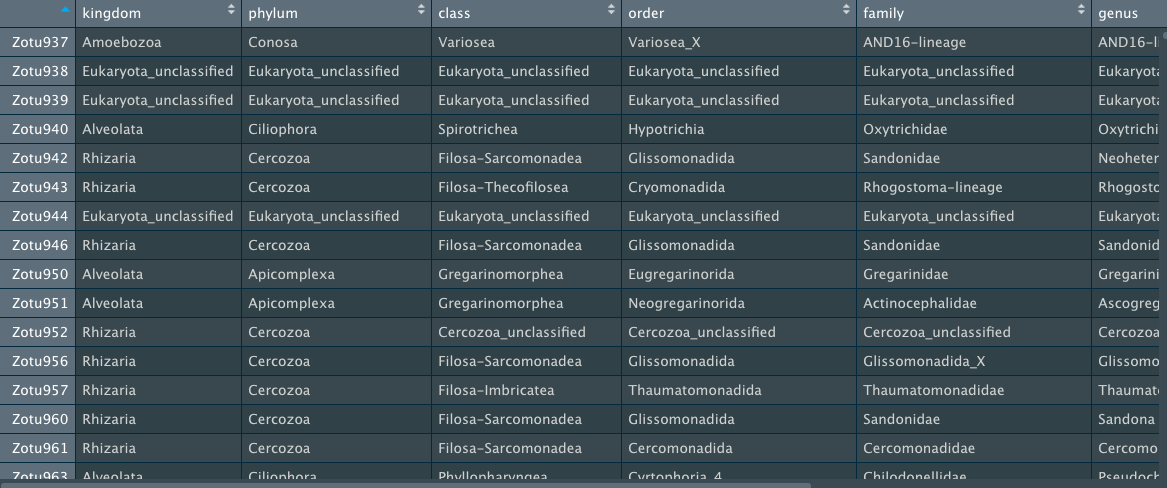 kingdom phylum class order family genus
Zotu937 Amoebozoa Conosa Variosea Variosea_X AND16-lineage AND16-li
Zotu938 Eukaryota_unclassified Eukaryota_unclassified Eukaryota_unclassified Eukaryota_unclassified Eukaryota_unclassified Eukaryota
Zotu939 Eukaryota_unclassified Eukaryota_unclassified Eukaryota_unclassified Eukaryota_unclassified Eukaryota_unclassified Eukaryota
Zotu940 Alveolata Ciliophora Spirotrichea Hypotrichia Oxytrichidae Oxytrichi
Zotu942 Rhizaria Cercozoa Filosa-Sarcomonadea Glissomonadida Sandonidae Neoheter
Zotu943 Rhizaria Cercozoa Filosa-Thecofilosea Cryomonadida Rhogostoma-lineage Rhogosto
Zotu944 Eukaryota_unclassified Eukaryota_unclassified Eukaryota_unclassified Eukaryota_unclassified Eukaryota_unclassified Eukaryota
Zotu946 Rhizaria Cercozoa Filosa-Sarcomonadea Glissomonadida Sandonidae Sandonid
Zotu950 Alveolata Apicomplexa Gregarinomorphea Eugregarinorida Gregarinidae Gregarini
Zotu951 Alveolata Apicomplexa Gregarinomorphea Neogregarinorida Actinocephalidae Ascogreg
Zotu952 Rhizaria Cercozoa Cercozoa_unclassified Cercozoa_unclassified Cercozoa_unclassified Cercozoa
Zotu956 Rhizaria Cercozoa Filosa-Sarcomonadea Glissomonadida Glissomonadida_X Glissomo
Zotu957 Rhizaria Cercozoa Filosa-Imbricatea Thaumatomonadida Thaumatomonadidae Thaumat
Zotu960 Rhizaria Cercozoa Filosa-Sarcomonadea Glissomonadida Sandonidae Sandona
Zotu961 Rhizaria Cercozoa Filosa-Sarcomonadea Cercomonadida Cercomonadidae Cercomo
Zotu963 Alveolata Ciliophora Phyllopharyngea Cyrtophoria_4 Chilodonellidae Pseudoch